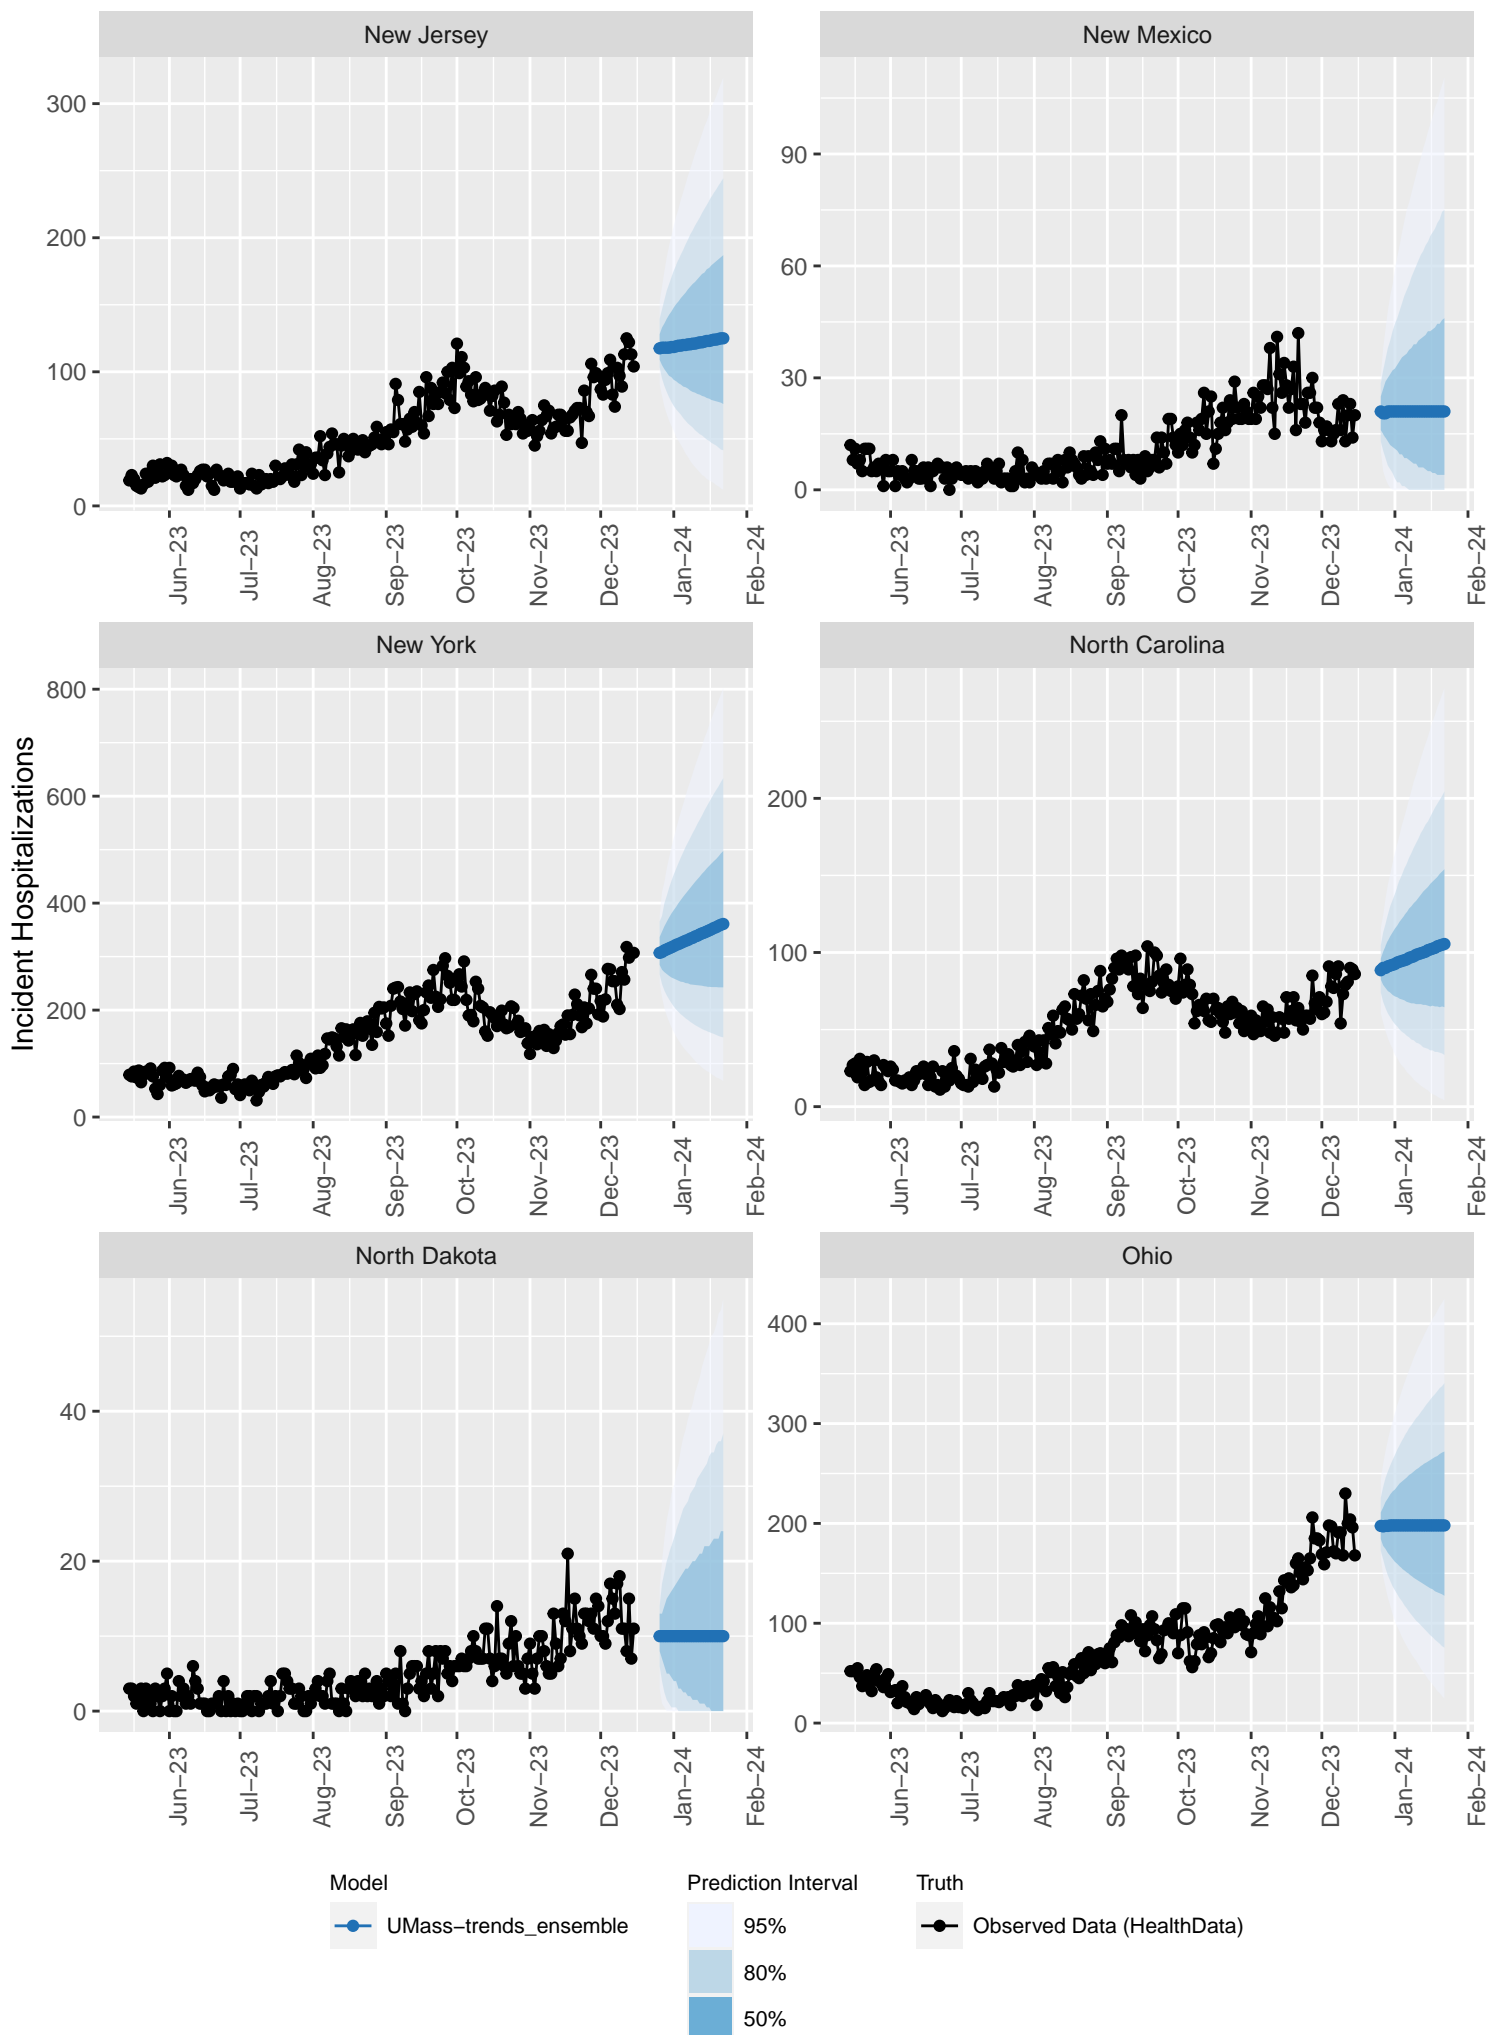 New Jersey
New Mexico
300
200
100
0
90
60
30
0
Jun−23
Jul−23
Aug−23
Sep−23
Oct−23
Nov−23
Dec−23
Jan−24
Feb−24
Jun−23
Jul−23
Aug−23
Sep−23
Oct−23
Nov−23
Dec−23
Jan−24
Feb−24
Incident Hospitalizations
New York
North Carolina
800
600
400
200
0
200
100
0
Jun−23
Jul−23
Aug−23
Sep−23
Oct−23
Nov−23
Dec−23
Jan−24
Feb−24
Jun−23
Jul−23
Aug−23
Sep−23
Oct−23
Nov−23
Dec−23
Jan−24
Feb−24
North Dakota
Ohio
40
20
0
400
300
200
100
0
Jun−23
Jul−23
Aug−23
Sep−23
Oct−23
Nov−23
Dec−23
Jan−24
Feb−24
Jun−23
Jul−23
Aug−23
Sep−23
Oct−23
Nov−23
Dec−23
Jan−24
Feb−24
Model
UMass−trends_ensemble
Prediction Interval
95%
80%
50%
Truth
Observed Data (HealthData)